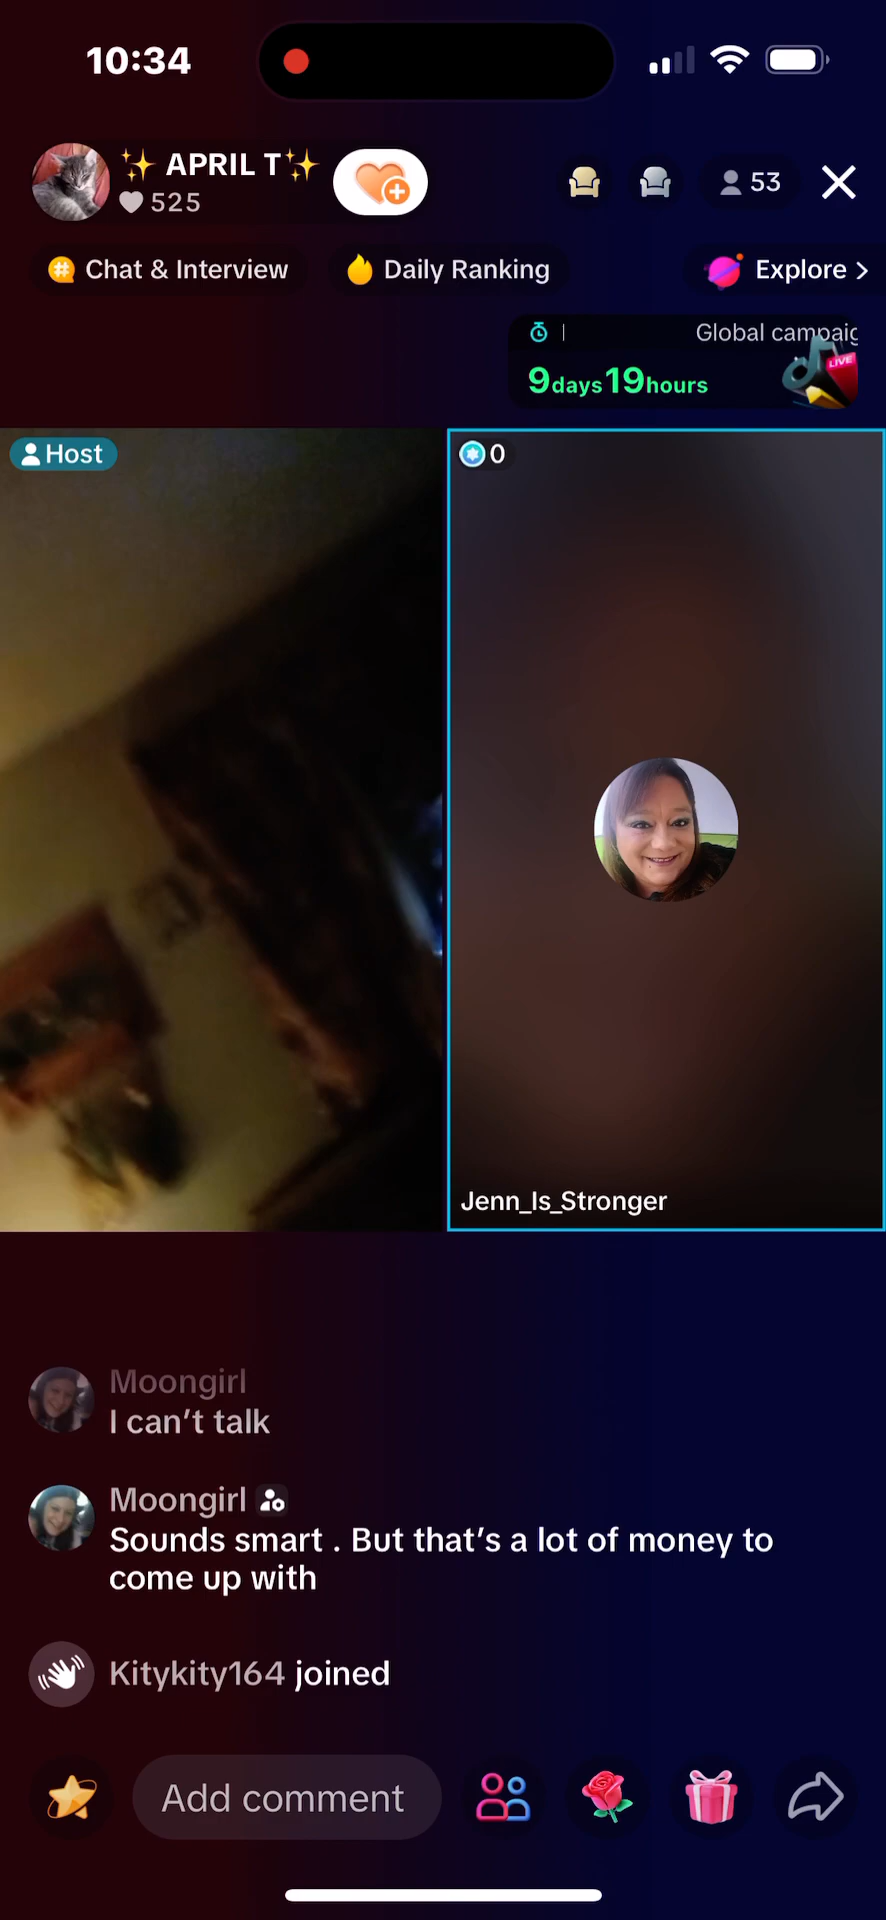 10:34
✨ APRIL T✨
525
53
Chat & Interview
Daily Ranking
Explore >
Global campaig
9days19hours
LIVE
Host
0
Jenn_Is_Stronger
Moongirl
I can't talk
Moongirl
Sounds smart . But that's a lot of money to
come up with
Kitykity164 joined
Add comment